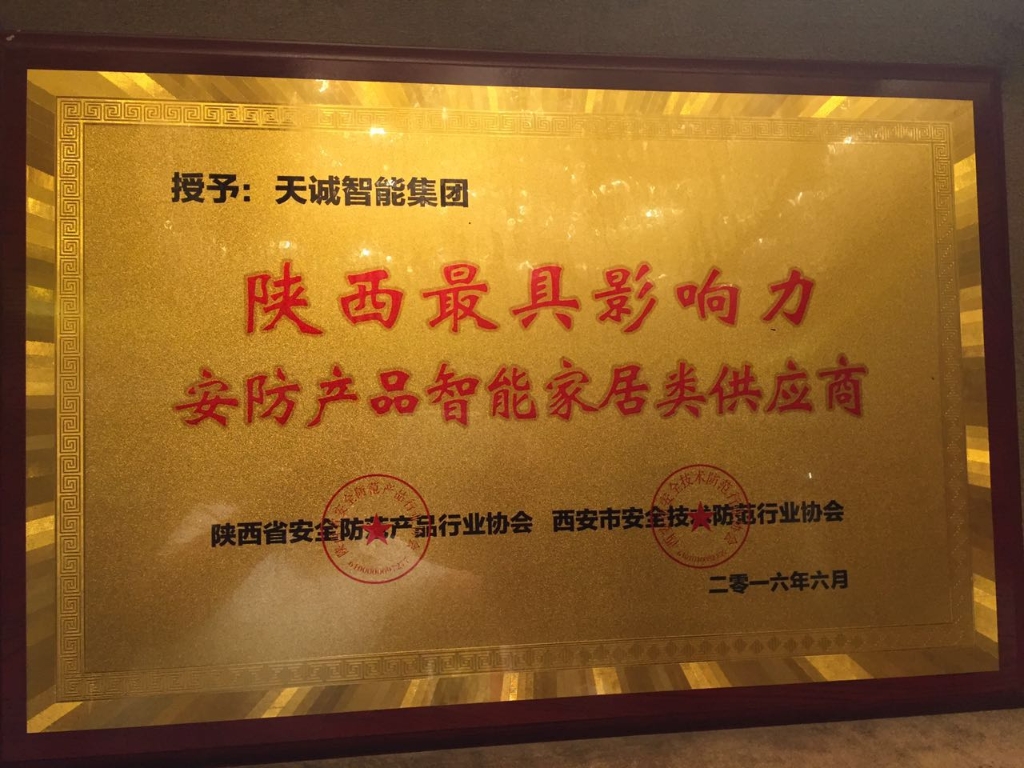 授予：天诚智能集团
陕西最具影响力
安防产品智能家居类供应商
陕西省安全防范产品行业协会 西安市安全技术防范行业协会
二零一六年六月